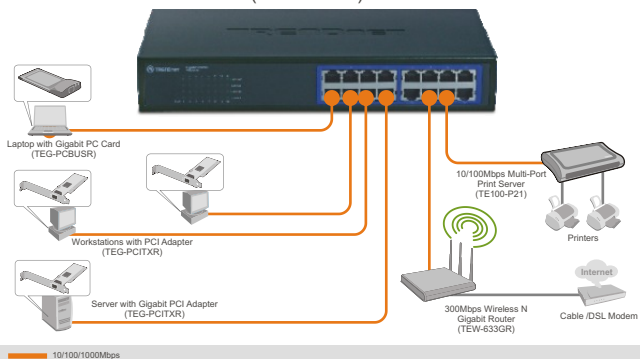 TRENDnet
Laptop with Gigabit PC Card
(TEG-PCBUSR)
Workstations with PCI Adapter
(TEG-PCITXR)
Server with Gigabit PCI Adapter
(TEG-PCITXR)
10/100Mbps Multi-Port
Print Server
(TE100-P21)
Printers
Internet
300Mbps Wireless N
Gigabit Router
(TEW-633GR)
Cable /DSL Modem
10/100/1000Mbps